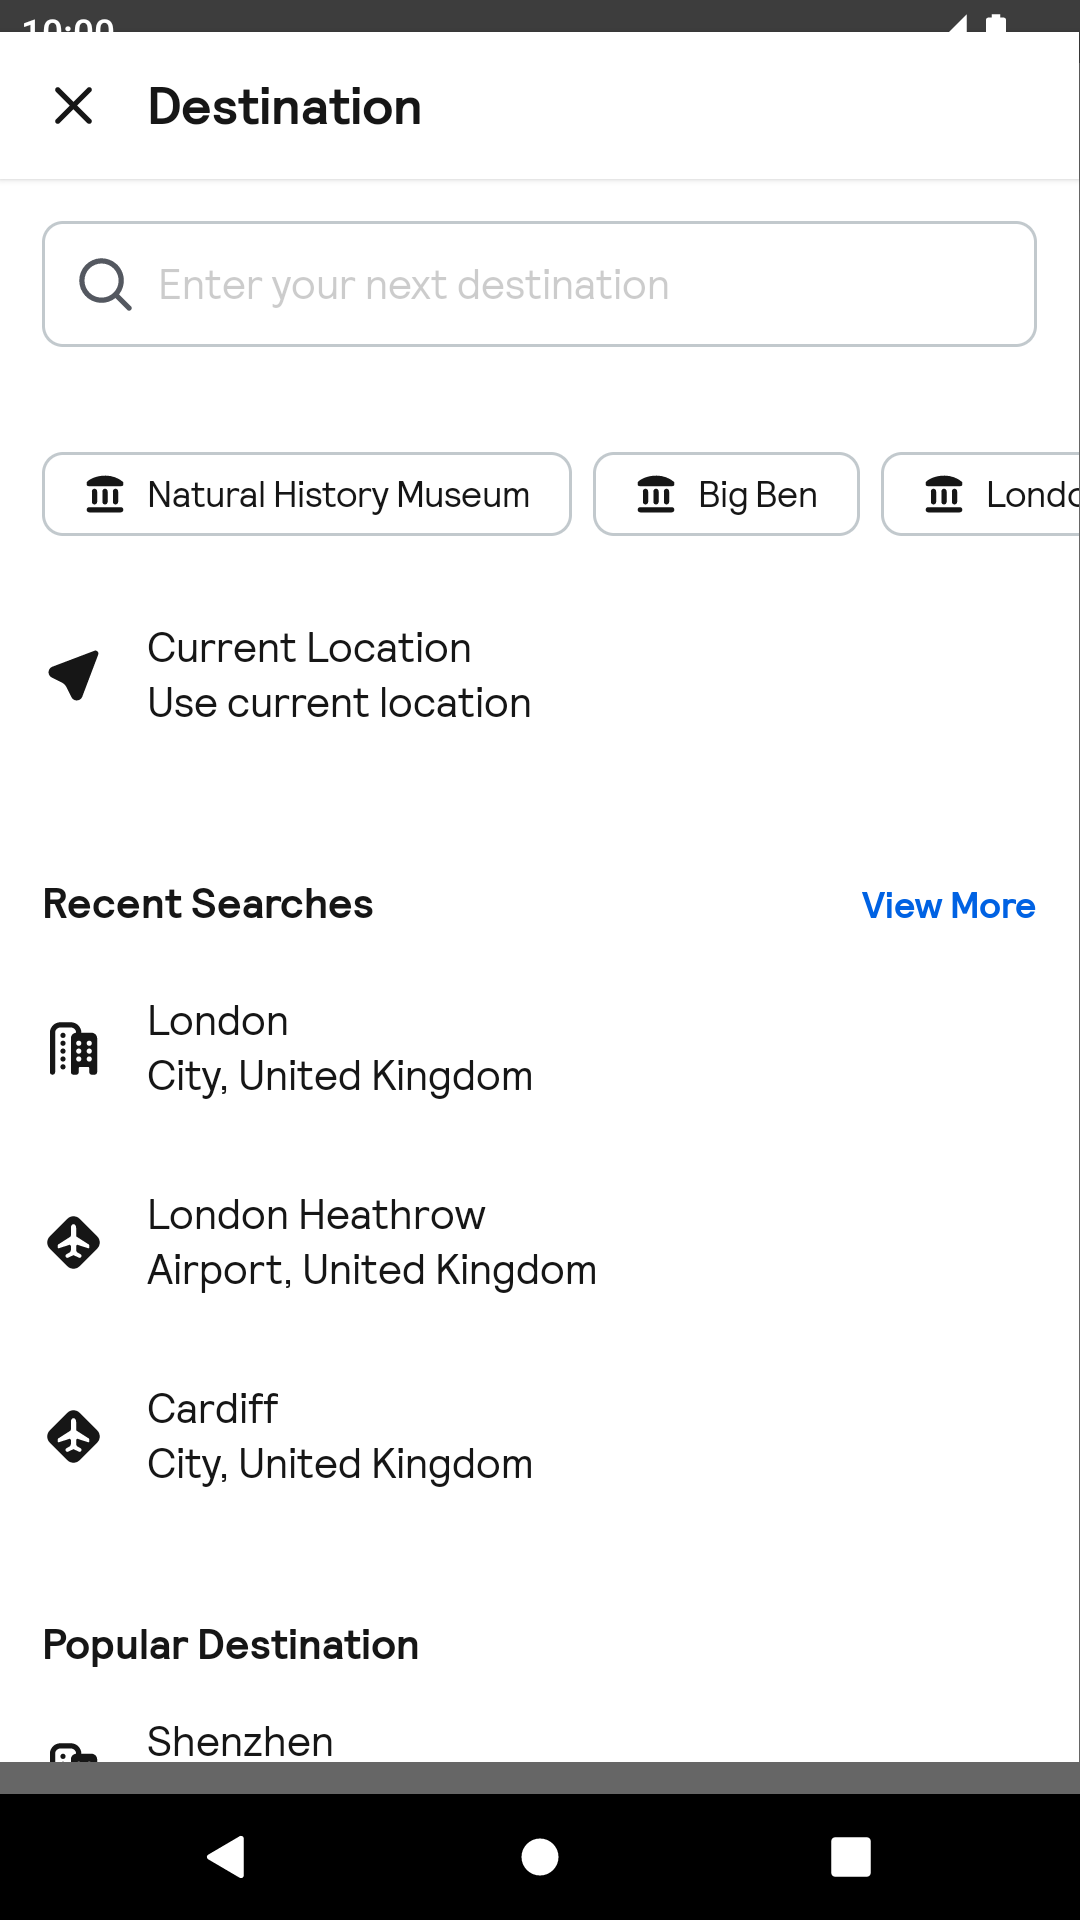 10:00
Destination
Enter your next destination
Natural History Museum
Big Ben
Current Location
Use current location
Recent Searches
View More
London
City, United Kingdom
London Heathrow
Airport, United Kingdom
Cardiff
City, United Kingdom
Popular Destination
Shenzhen